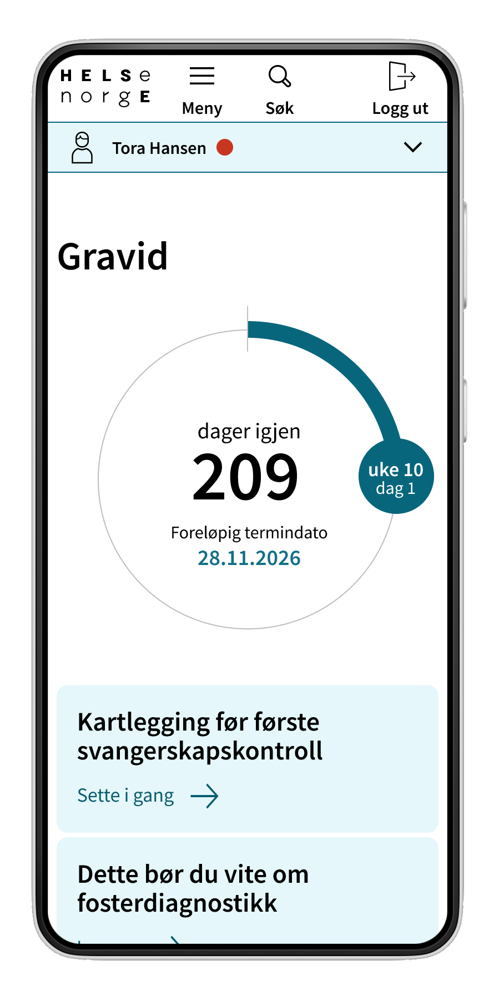 HELSe
norgE
Meny
Søk
Logg ut
Tora Hansen
Gravid
dager igjen
209
uke 10
dag 1
Foreløpig termindato
28.11.2026
Kartlegging før første
svangerskapskontroll
Sette i gang
Dette bør du vite om
fosterdiagnostikk